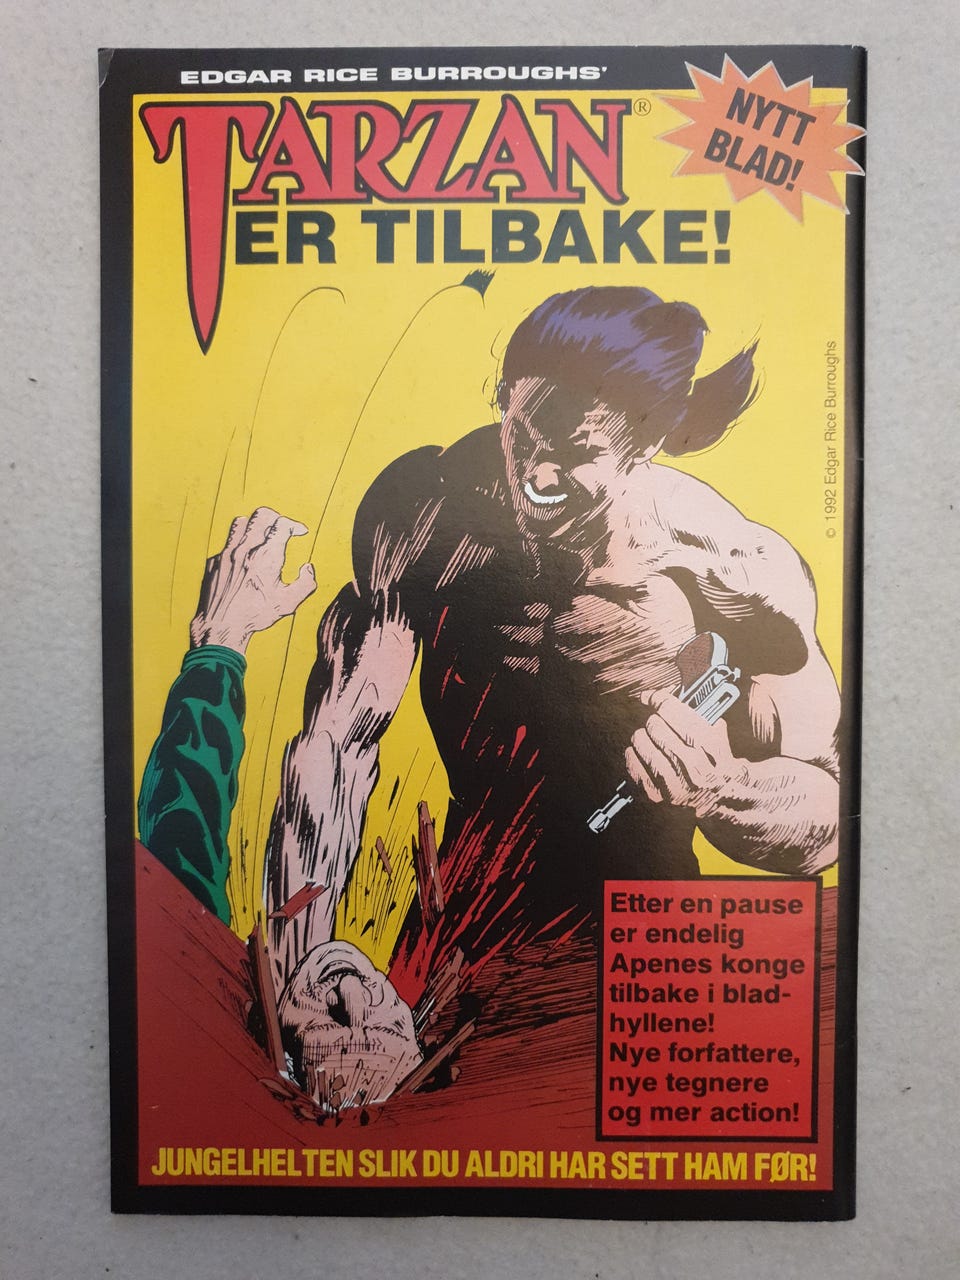 EDGAR RICE BURROUGHS'
TARZAN®
NYTT
BLAD!
ER TILBAKE!
© 1992 Edgar Rice Burroughs
Etter en pause
er endelig
Apenes konge
tilbake i blad-
hyllene!
Nye forfattere,
nye tegnere
og mer action!
JUNGELHELTEN SLIK DU ALDRI HAR SETT HAM FØR!